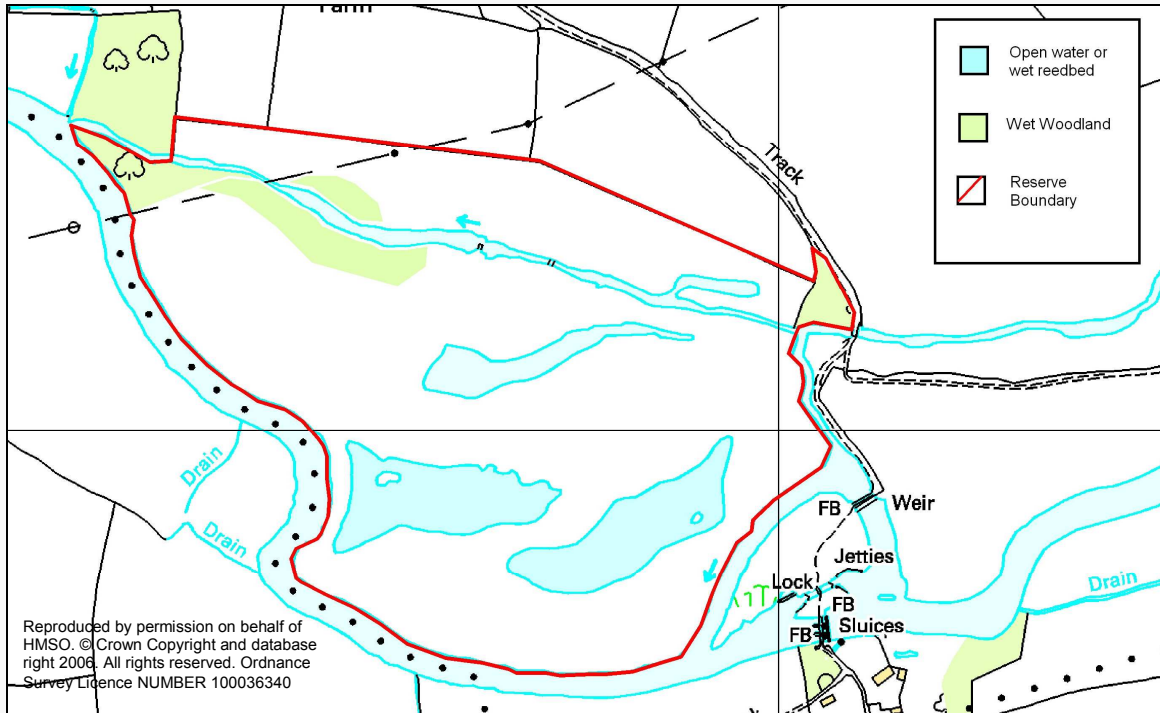 Farm
Open water or
wet reedbed
Wet Woodland
Reserve
Boundary
Track
Drain
Drain
FB
Weir
Jetties
Lock
FB
Sluices
FB
Drain
Reproduced by permission on behalf of
HMSO. © Crown Copyright and database
right 2006. All rights reserved. Ordnance
Survey Licence NUMBER 100036340